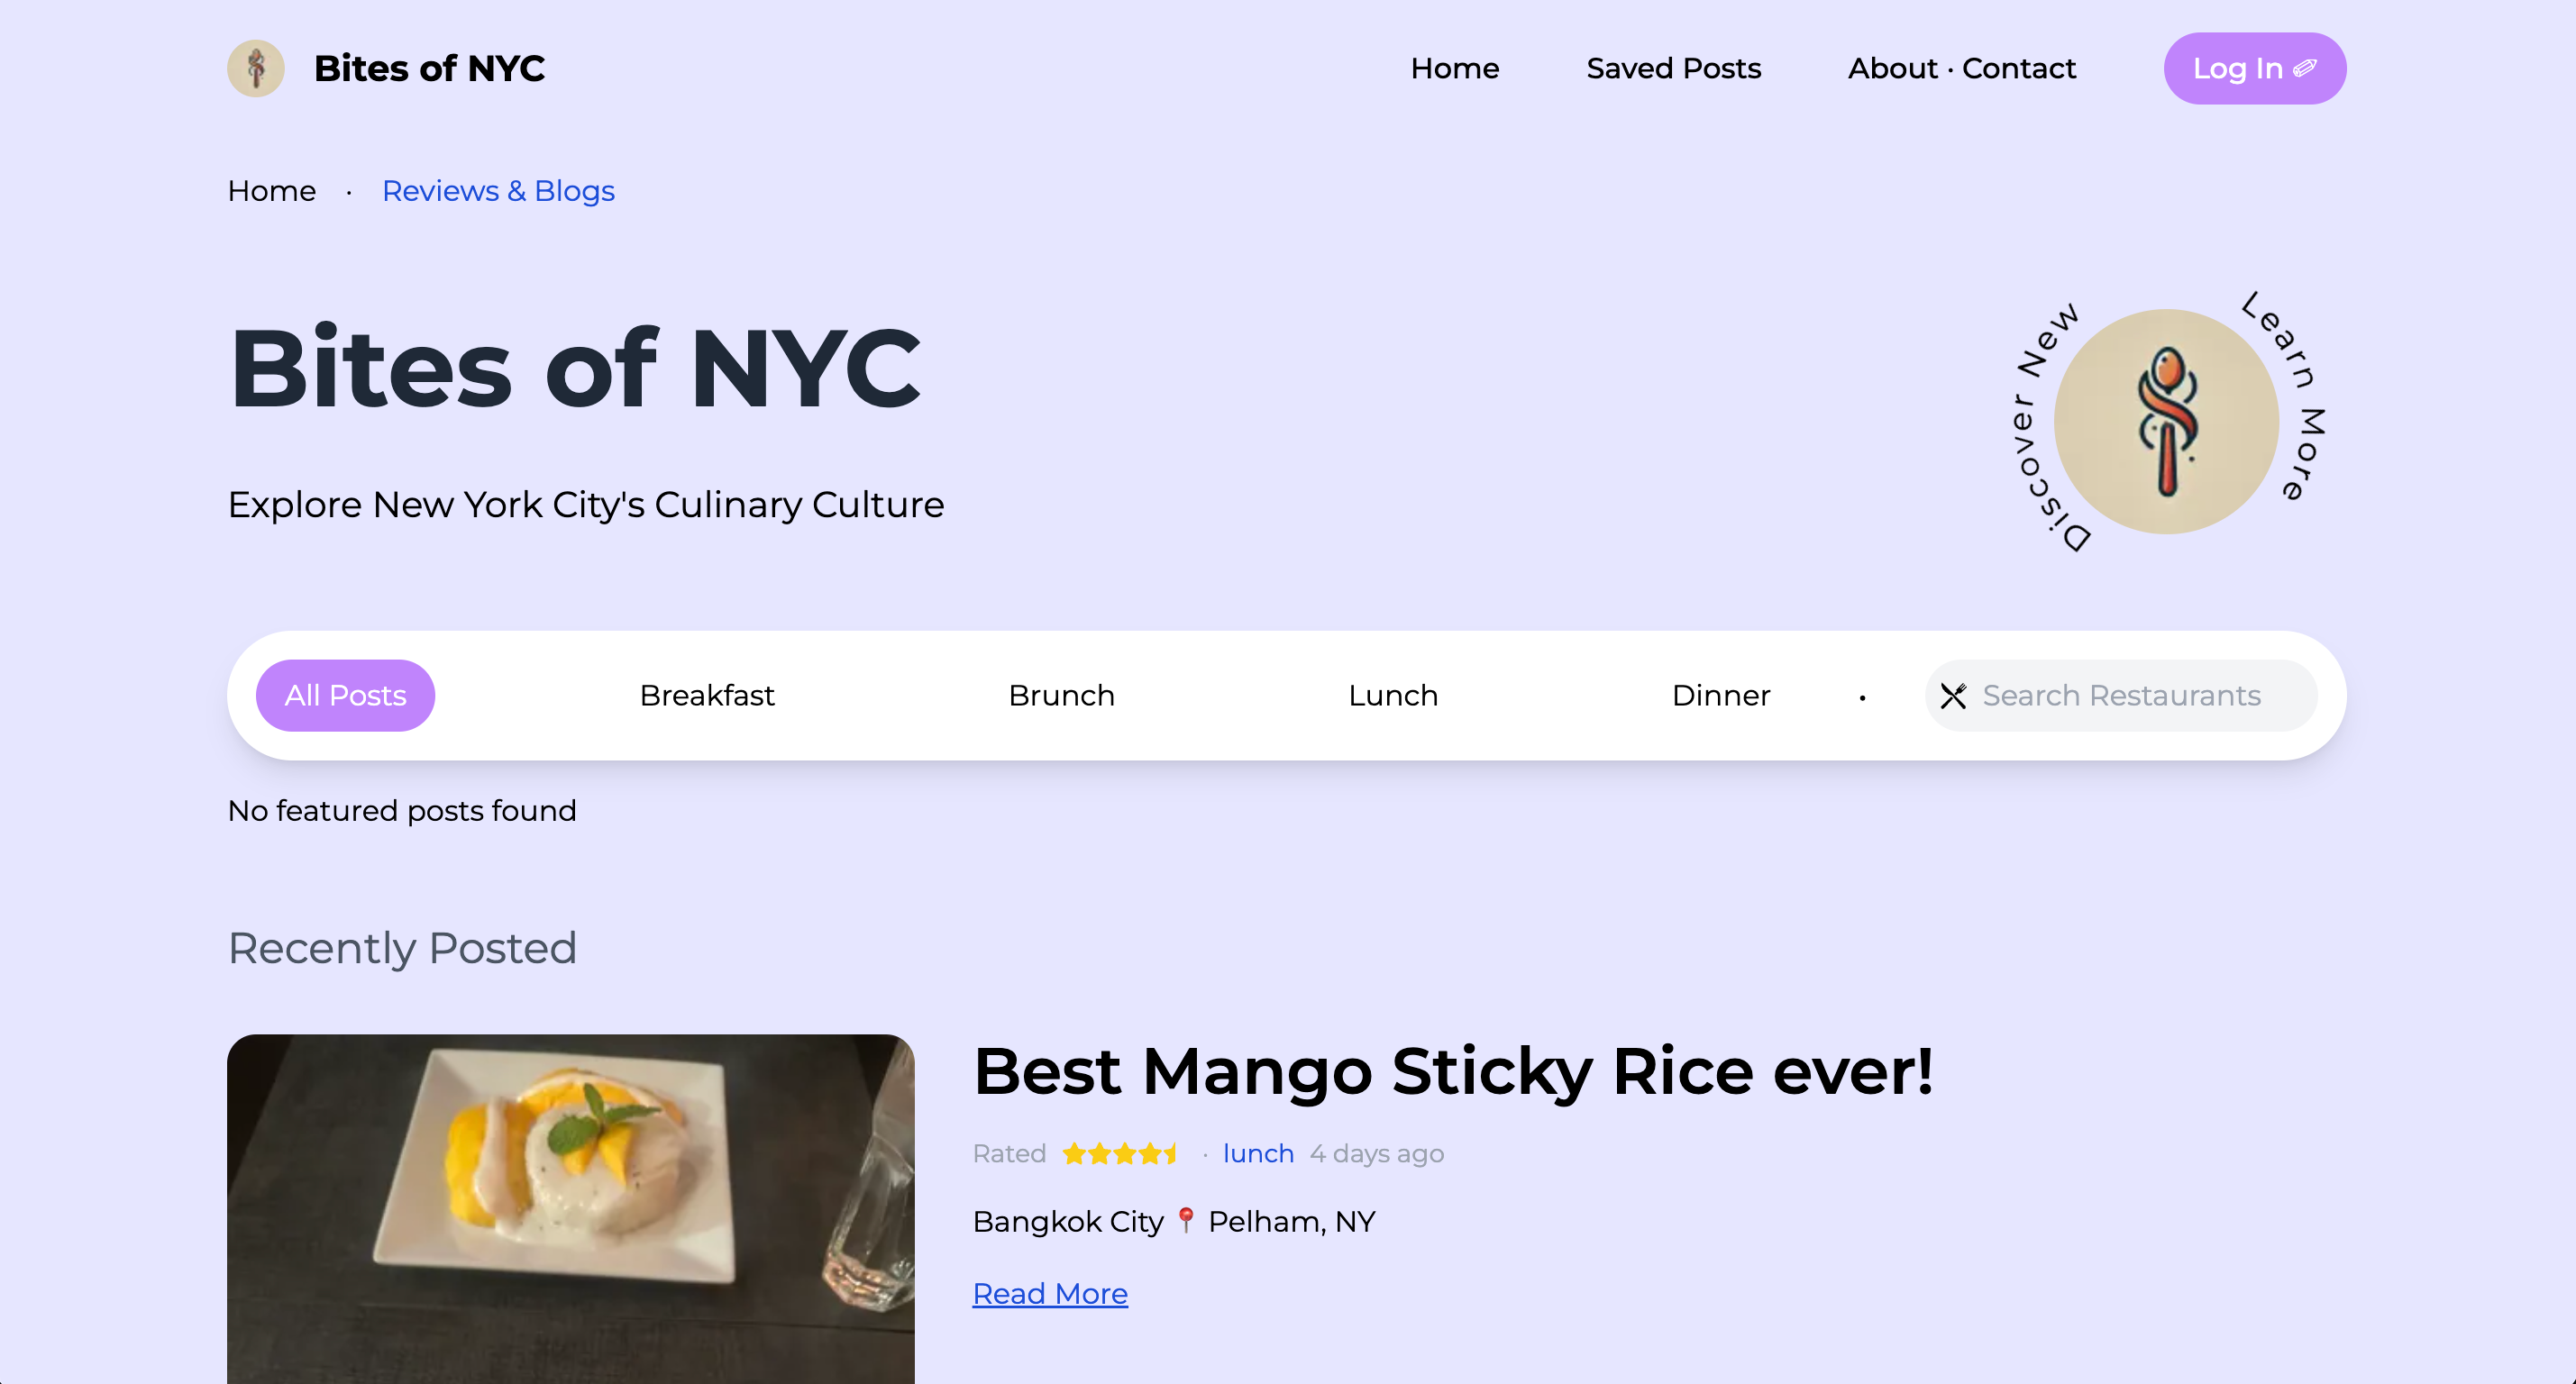 Bites of NYC
Home
Saved Posts
About · Contact
Log In
Home · Reviews & Blogs
Bites of NYC
Explore New York City's Culinary Culture
Discover New
Learn More
All Posts
Breakfast
Brunch
Lunch
Dinner
·
Search Restaurants
No featured posts found
Recently Posted
Best Mango Sticky Rice ever!
Rated · lunch 4 days ago
Bangkok City 📍 Pelham, NY
Read More